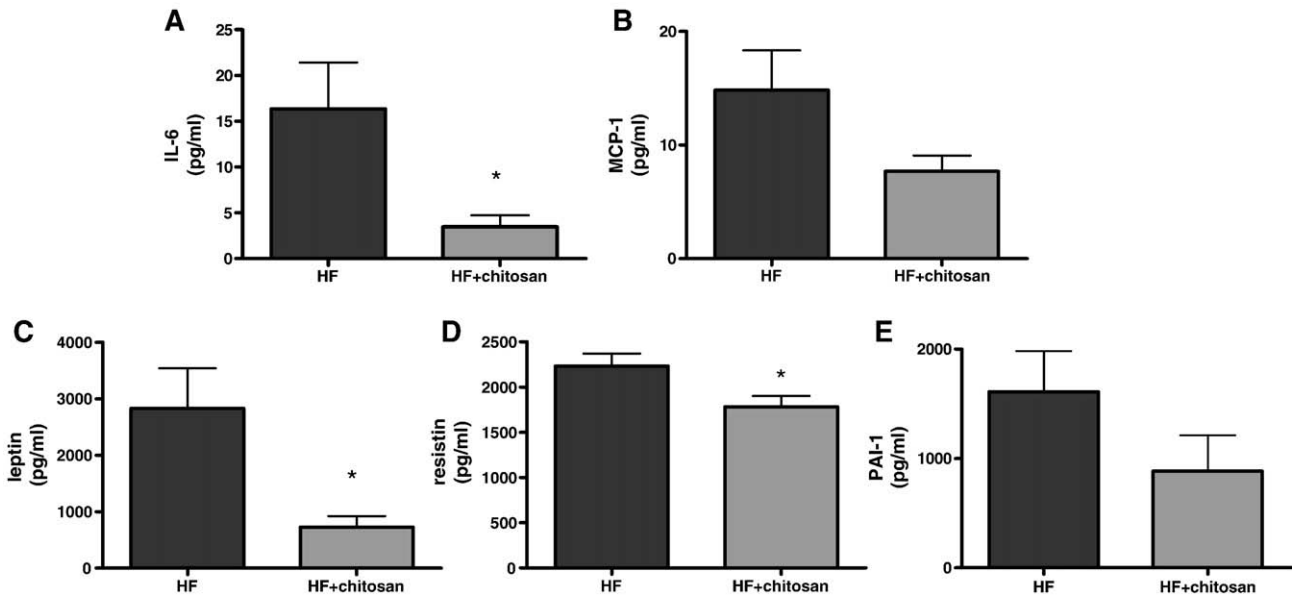 A
IL-6
(pg/ml)
25
20
15
10
5
0
*
HF
HF+chitosan
B
MCP-1
(pg/ml)
20
10
0
HF
HF+chitosan
C
leptin
(pg/ml)
4000
3000
2000
1000
0
*
HF
HF+chitosan
D
resistin
(pg/ml)
2500
2000
1500
1000
500
0
*
HF
HF+chitosan
E
PAI-1
(pg/ml)
2000
1000
0
HF
HF+chitosan